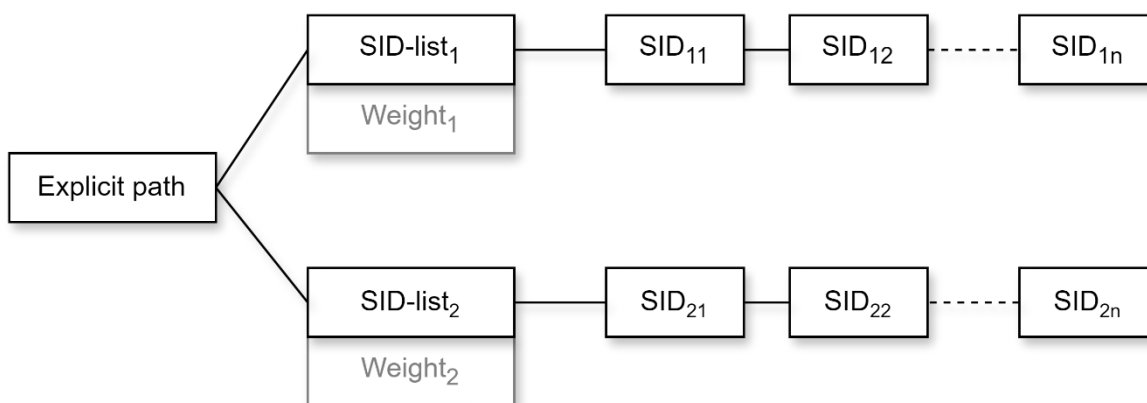 SID-list₁ SID₁₁ SID₁₂ SID₁ₙ
Weight₁
Explicit path
SID-list₂ SID₂₁ SID₂₂ SID₂ₙ
Weight₂